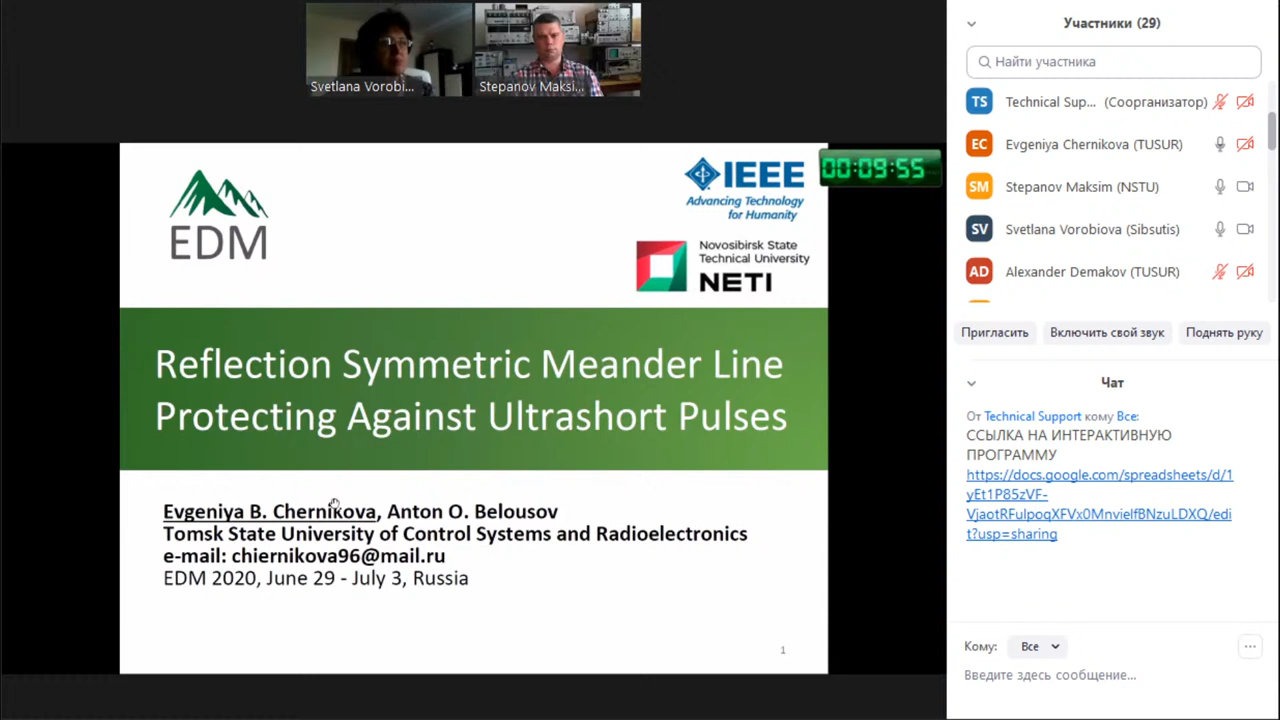 Svetlana Vorobi...
Stepanov Maksi...
EDM
IEEE
Advancing Technology
for Humanity
00:09:55
Novosibirsk State
Technical University
NETI
Reflection Symmetric Meander Line
Protecting Against Ultrashort Pulses
Evgeniya B. Chernikova, Anton O. Belousov
Tomsk State University of Control Systems and Radioelectronics
e-mail: chiernikova96@mail.ru
EDM 2020, June 29 - July 3, Russia
1
Участники (29)
Найти участника
TS Technical Sup... (Соорганизатор)
EC Evgeniya Chernikova (TUSUR)
SM Stepanov Maksim (NSTU)
SV Svetlana Vorobiova (Sibsutis)
AD Alexander Demakov (TUSUR)
Пригласить Включить свой звук Поднять руку
Чат
От Technical Support кому Все:
ССЫЛКА НА ИНТЕРАКТИВНУЮ
ПРОГРАММУ
https://docs.google.com/spreadsheets/d/1
yEt1P85zVF-
VjaotRFulpoqXFVx0MnvielfBNzuLDXQ/edi
t?usp=sharing
Кому: Все
Введите здесь сообщение...